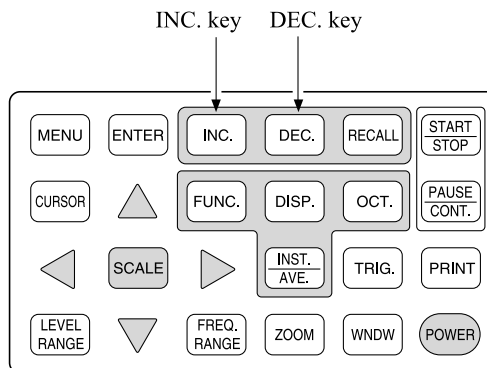 INC. key DEC. key
MENU ENTER INC. DEC. RECALL START
STOP
CURSOR FUNC. DISP. OCT. PAUSE
CONT.
SCALE INST.
AVE. TRIG. PRINT
LEVEL
RANGE FREQ.
RANGE ZOOM WNDW POWER